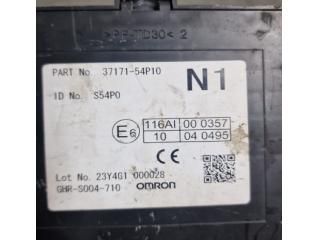 >PE-TD30< 2
PART No. 37171-54P10
N1
ID No. S54P0
E6
116AI 00 0357
10 04 0495
CE
Lot No. 23Y4G1 000028
GHR-S004-710 OMRON